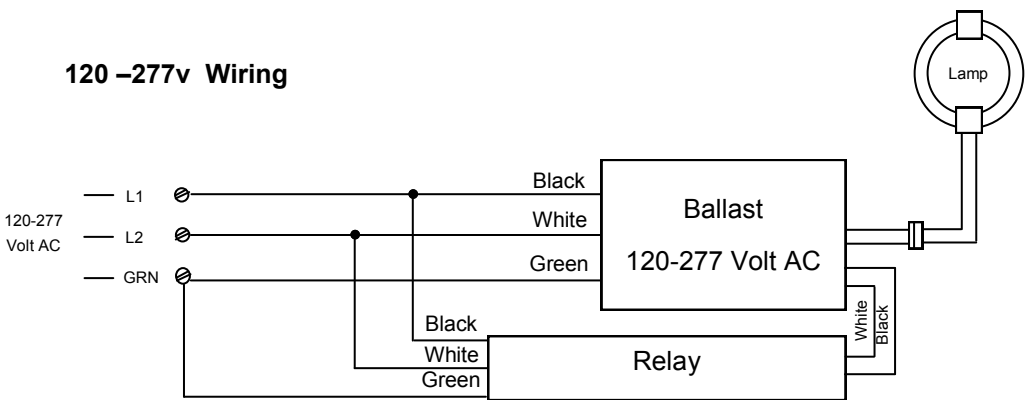 120 –277v Wiring
Lamp
120-277
Volt AC
L1
L2
GRN
Black
White
Green
Ballast
120-277 Volt AC
Black
White
Green
Relay
White
Black